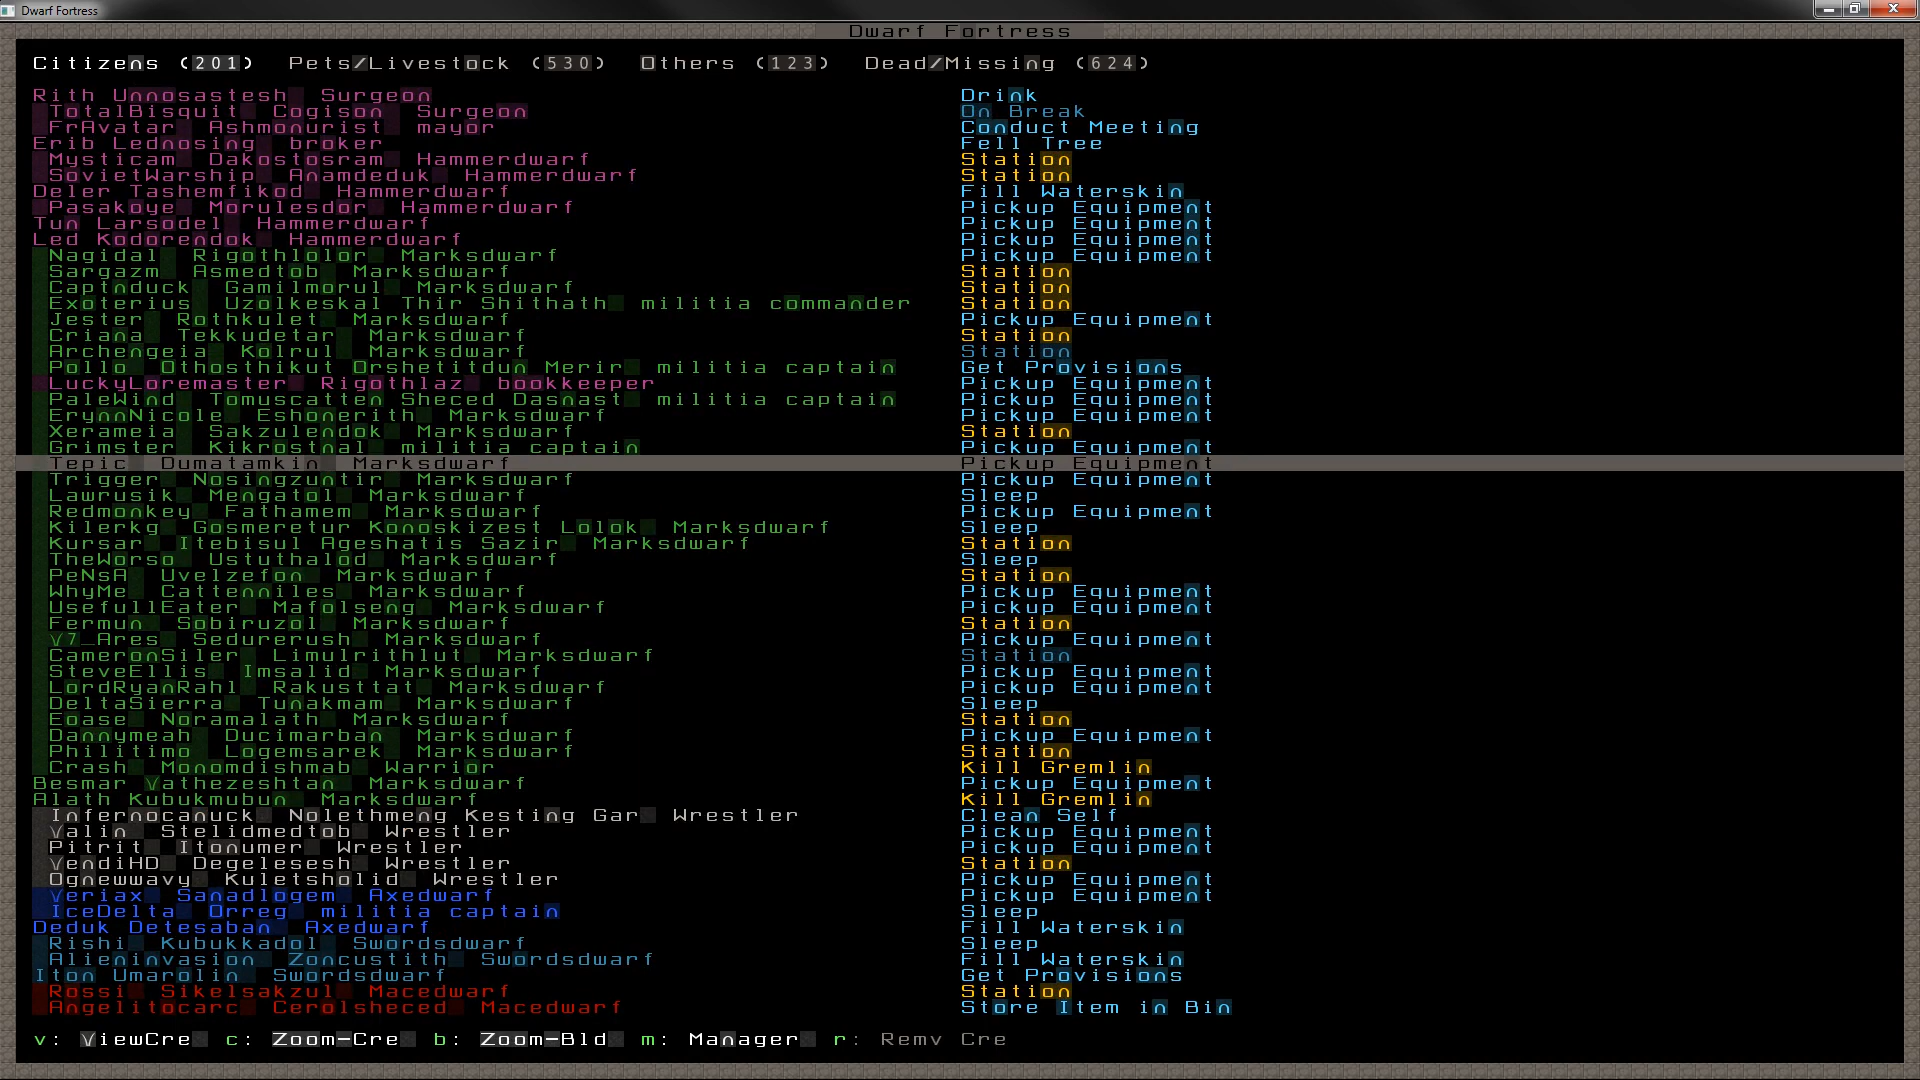 Dwarf Fortress
Dwarf Fortress
Citizens (201) Pets/Livestock (530) Others (123) Dead/Missing (624)
Rith Unnosastesh Surgeon Drink
TotalBisquit Cogison Surgeon On Break
FrAvatar Ashmonurist mayor Conduct Meeting
Erib Lednosing broker Fell Tree
Mysticam Dakostosram Hammerdwarf Station
SovietWarship Anamdeduk Hammerdwarf Station
Deler Tashemfikod Hammerdwarf Fill Waterskin
Pasakoye Morulesdor Hammerdwarf Pickup Equipment
Tun Larsodel Hammerdwarf Pickup Equipment
Led Kodorendok Hammerdwarf Pickup Equipment
Nagidal Rigothlolor Marksdwarf Pickup Equipment
Sargazm Asmedtob Marksdwarf Station
Captnduck Gamilmorul Marksdwarf Station
Exoterius Uzolkeskal Thir Shithath militia commander Station
Jester Rothkulet Marksdwarf Pickup Equipment
Criana Tekkudetar Marksdwarf Station
Archengeia Kolrul Marksdwarf Station
Pollo Othosthikut Orshetitdun Merir militia captain Get Provisions
LuckyLoremaster Rigothlaz bookkeeper Pickup Equipment
PaleWind Tomuscatten Sheced Dasnast militia captain Pickup Equipment
ErynnNicole Eshonerith Marksdwarf Pickup Equipment
Xerameia Sakzulendok Marksdwarf Station
Grimster Kikrostnal militia captain Pickup Equipment
Tepic Dumatamkin Marksdwarf Pickup Equipment
Trigger Nosingzuntir Marksdwarf Pickup Equipment
Lawrusik Mengatol Marksdwarf Sleep
Redmonkey Fathamem Marksdwarf Pickup Equipment
Kilerkg Gosmeretur Konoskizest Lolok Marksdwarf Sleep
Kursar Itebisul Ageshatis Sazir Marksdwarf Station
TheWorso Ustuthalod Marksdwarf Sleep
PeNsA Uvelzefon Marksdwarf Station
WhyMe Cattenniles Marksdwarf Pickup Equipment
UsefullEater Mafolseng Marksdwarf Pickup Equipment
Fermun Sobiruzol Marksdwarf Station
V7_Ares Sedurerush Marksdwarf Pickup Equipment
CameronSiler Limulrithlut Marksdwarf Station
SteveEllis Imsalid Marksdwarf Pickup Equipment
LordRyanRahl Rakusttat Marksdwarf Pickup Equipment
DeltaSierra Tunakmam Marksdwarf Sleep
Eoase Noramalath Marksdwarf Station
Dannymeah Ducimarban Marksdwarf Pickup Equipment
Philitimo Logemsarek Marksdwarf Station
Crash Monomdishmab Warrior Kill Gremlin
Besmar Vathezeshtan Marksdwarf Pickup Equipment
Alath Kubukmubun Marksdwarf Kill Gremlin
Infernocanuck Nolethmeng Kesting Gar Wrestler Clean Self
Valin Stelidmedtob Wrestler Pickup Equipment
Pitrit Itonumer Wrestler Pickup Equipment
VendiHD Degelesesh Wrestler Station
Ognewwavy Kuletsholid Wrestler Pickup Equipment
Veriax Sanadlogem Axedwarf Pickup Equipment
IceDelta Orreg militia captain Sleep
Deduk Detesaban Axedwarf Fill Waterskin
Rishi Kubukkadol Swordsdwarf Sleep
Alieninvasion Zoncustith Swordsdwarf Fill Waterskin
Iton Umarolin Swordsdwarf Get Provisions
Rossi Sikelsakzul Macedwarf Station
Angelitocarc Cerolsheced Macedwarf Store Item in Bin
v: ViewCre c: Zoom-Cre b: Zoom-Bld m: Manager r: Remv Cre